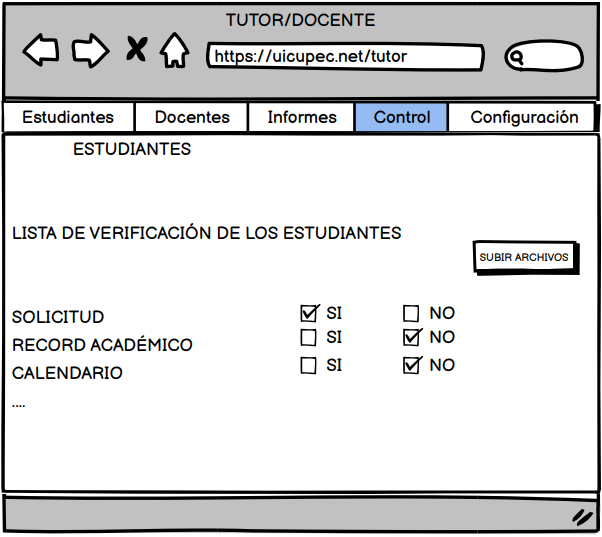 TUTOR/DOCENTE
https://uicupec.net/tutor
Estudiantes Docentes Informes Control Configuración
ESTUDIANTES
LISTA DE VERIFICACIÓN DE LOS ESTUDIANTES
SUBIR ARCHIVOS
SOLICITUD SI NO
RECORD ACADÉMICO SI NO
CALENDARIO SI NO
....